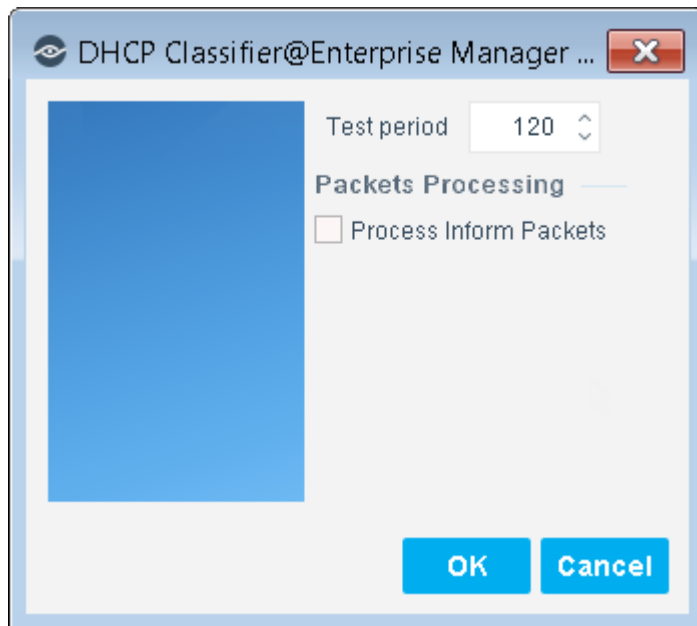 DHCP Classifier@Enterprise Manager ...
Test period 120
Packets Processing
Process Inform Packets
OK Cancel